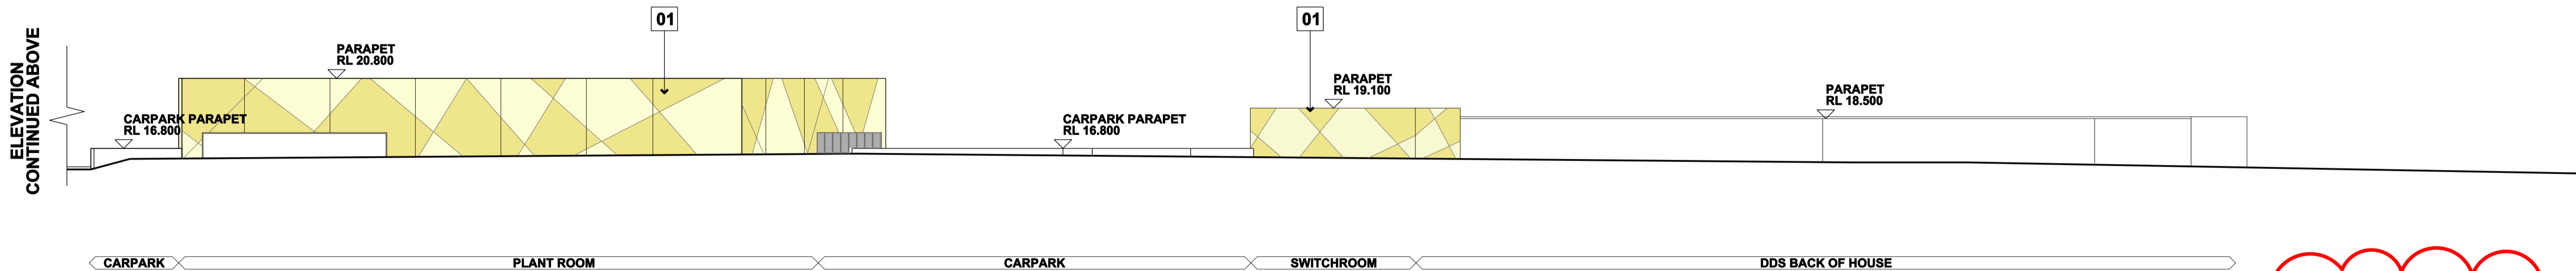 ELEVATION
CONTINUED ABOVE
01
01
PARAPET
RL 20.800
PARAPET
RL 19.100
PARAPET
RL 18.500
CARPARK PARAPET
RL 16.800
CARPARK PARAPET
RL 16.800
CARPARK
PLANT ROOM
CARPARK
SWITCHROOM
DDS BACK OF HOUSE